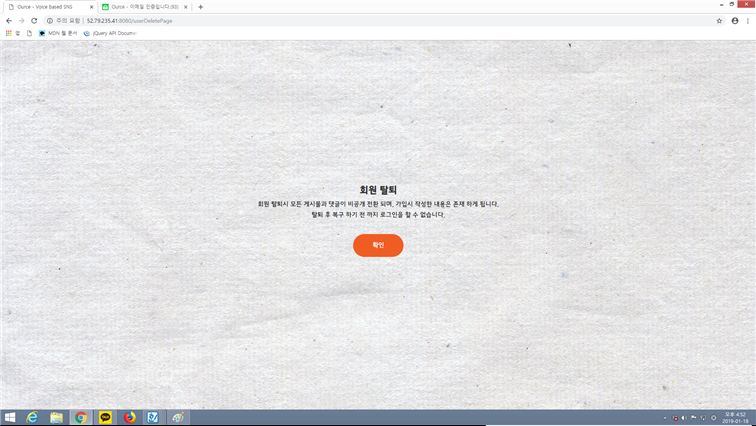 Ource - Voice based SNS
Ource - 이메일 인증입니다.(93)
주의 요함 | 52.79.235.41:8080/userDeletePage
앱
MDN 웹 문서
jQuery API Docum
회원 탈퇴
회원 탈퇴시 모든 게시물과 댓글이 비공개 전환 되며, 가입시 작성한 내용은 존재 하게 됩니다.
탈퇴 후 복구 하기 전 까지 로그인을 할 수 없습니다.
확인
TALK
오후 4:52